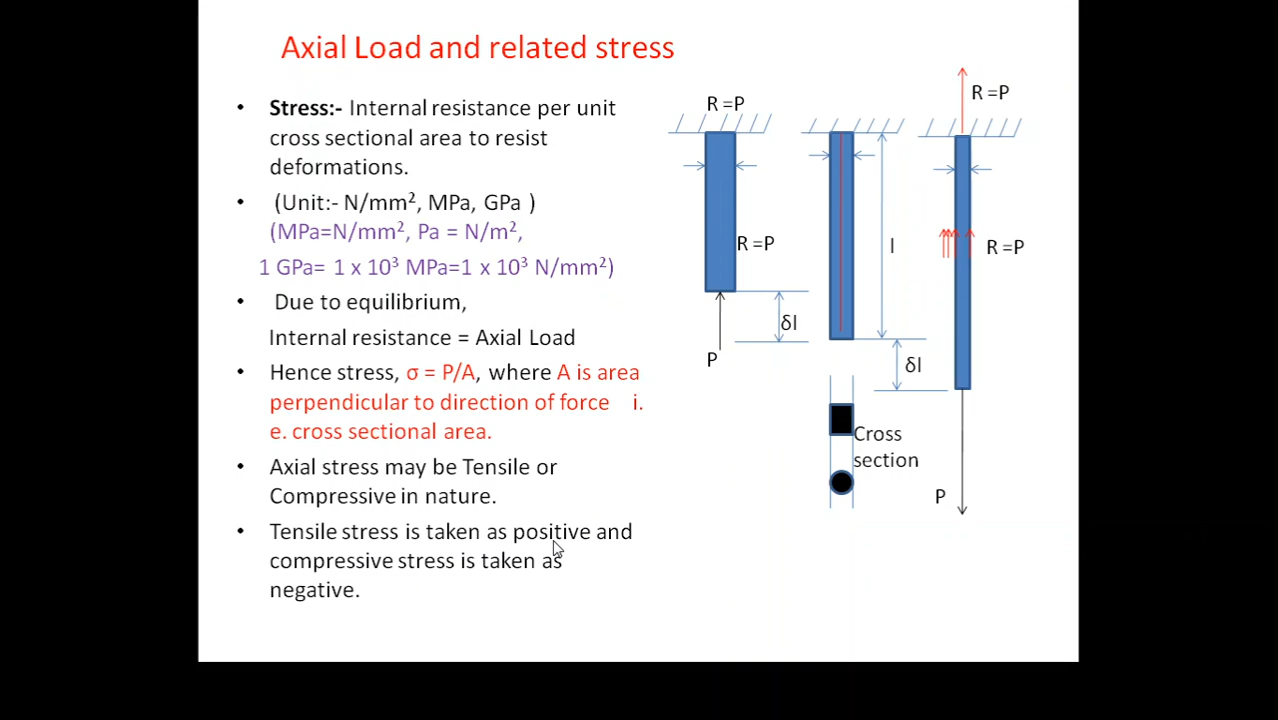 Axial Load and related stress
• Stress:- Internal resistance per unit
cross sectional area to resist
deformations.
• (Unit:- N/mm², MPa, GPa )
(MPa=N/mm², Pa = N/m²,
1 GPa= 1 x 10³ MPa=1 x 10³ N/mm²)
• Due to equilibrium,
Internal resistance = Axial Load
• Hence stress, σ = P/A, where A is area
perpendicular to direction of force i.
e. cross sectional area.
• Axial stress may be Tensile or
Compressive in nature.
• Tensile stress is taken as positive and
compressive stress is taken as
negative.
R =P
R =P
δl
P
l
δl
Cross
section
R =P
R =P
P